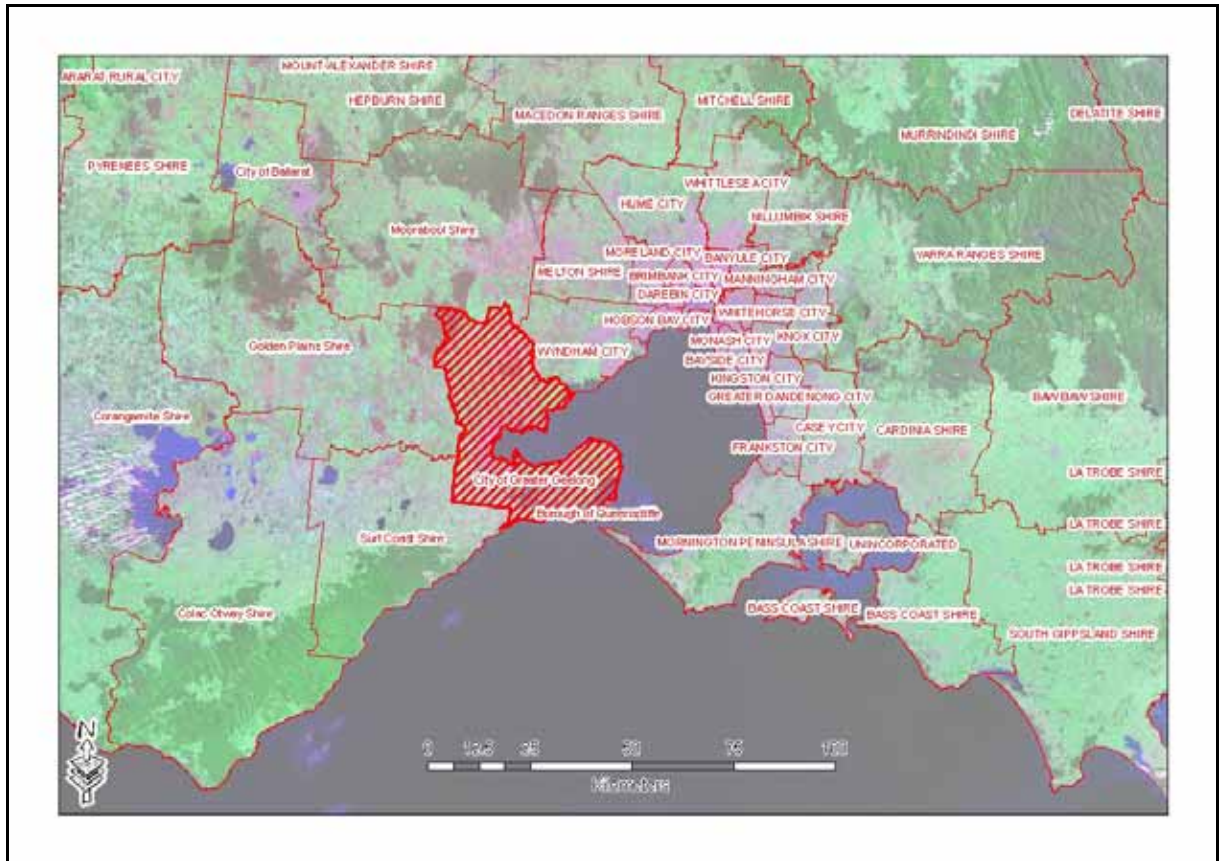 MOUNT ALEXANDER SHIRE
ARARAT RURAL CITY
HEPBURN SHIRE
MITCHELL SHIRE
MACEDON RANGES SHIRE
DELATITE SHIRE
MURRINDINDI SHIRE
PYRENEES SHIRE
City of Ballarat
WHITTLESEA CITY
HUME CITY
NILLUMBIK SHIRE
Moorabool Shire
MORELAND CITY
BANYULE CITY
YARRA RANGES SHIRE
MELTON SHIRE
BRIMBANK CITY
MANNINGHAM CITY
DAREBIN CITY
HOBSON BAY CITY
WHITEHORSE CITY
Golden Plains Shire
WYNDHAM CITY
MONASH CITY
KNOX CITY
BAYSIDE CITY
KINGSTON CITY
GREATER DANDENONG CITY
BAW BAW SHIRE
Corangamite Shire
CASEY CITY
CARDINIA SHIRE
FRANKSTON CITY
LA TROBE SHIRE
City of Greater Geelong
Borough of Queenscliffe
LA TROBE SHIRE
Surf Coast Shire
MORNINGTON PENINSULA SHIRE
UNINCORPORATED
LA TROBE SHIRE
LA TROBE SHIRE
Colac Otway Shire
BASS COAST SHIRE
BASS COAST SHIRE
SOUTH GIPPSLAND SHIRE
N
0 12.5 25 50 75 100
Kilometers